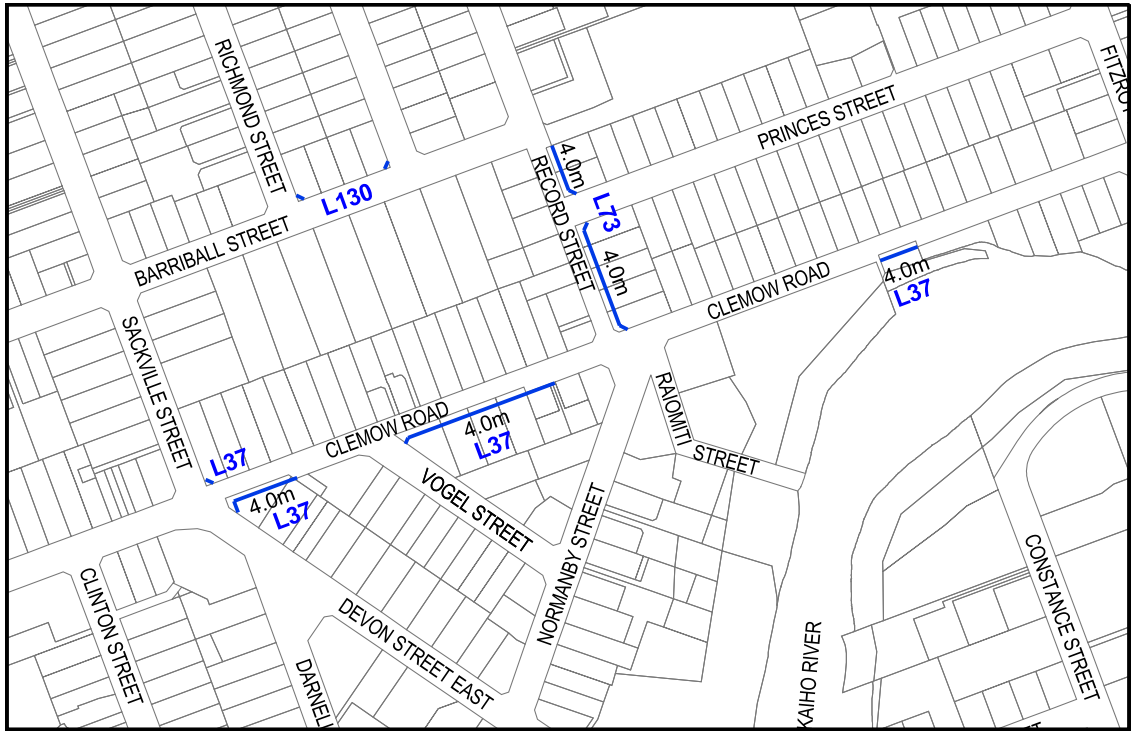 RICHMOND STREET
FITZRO
PRINCES STREET
4.0m
RECORD STREET
L130
L73
BARRIBALL STREET
4.0m
4.0m
L37
CLEMOW ROAD
SACKVILLE STREET
RAIOMITI STREET
CLEMOW ROAD
4.0m
L37
L37
4.0m
L37
VOGEL STREET
NORMANBY STREET
CLINTON STREET
DEVON STREET EAST
DARNELL
KAIHO RIVER
CONSTANCE STREET